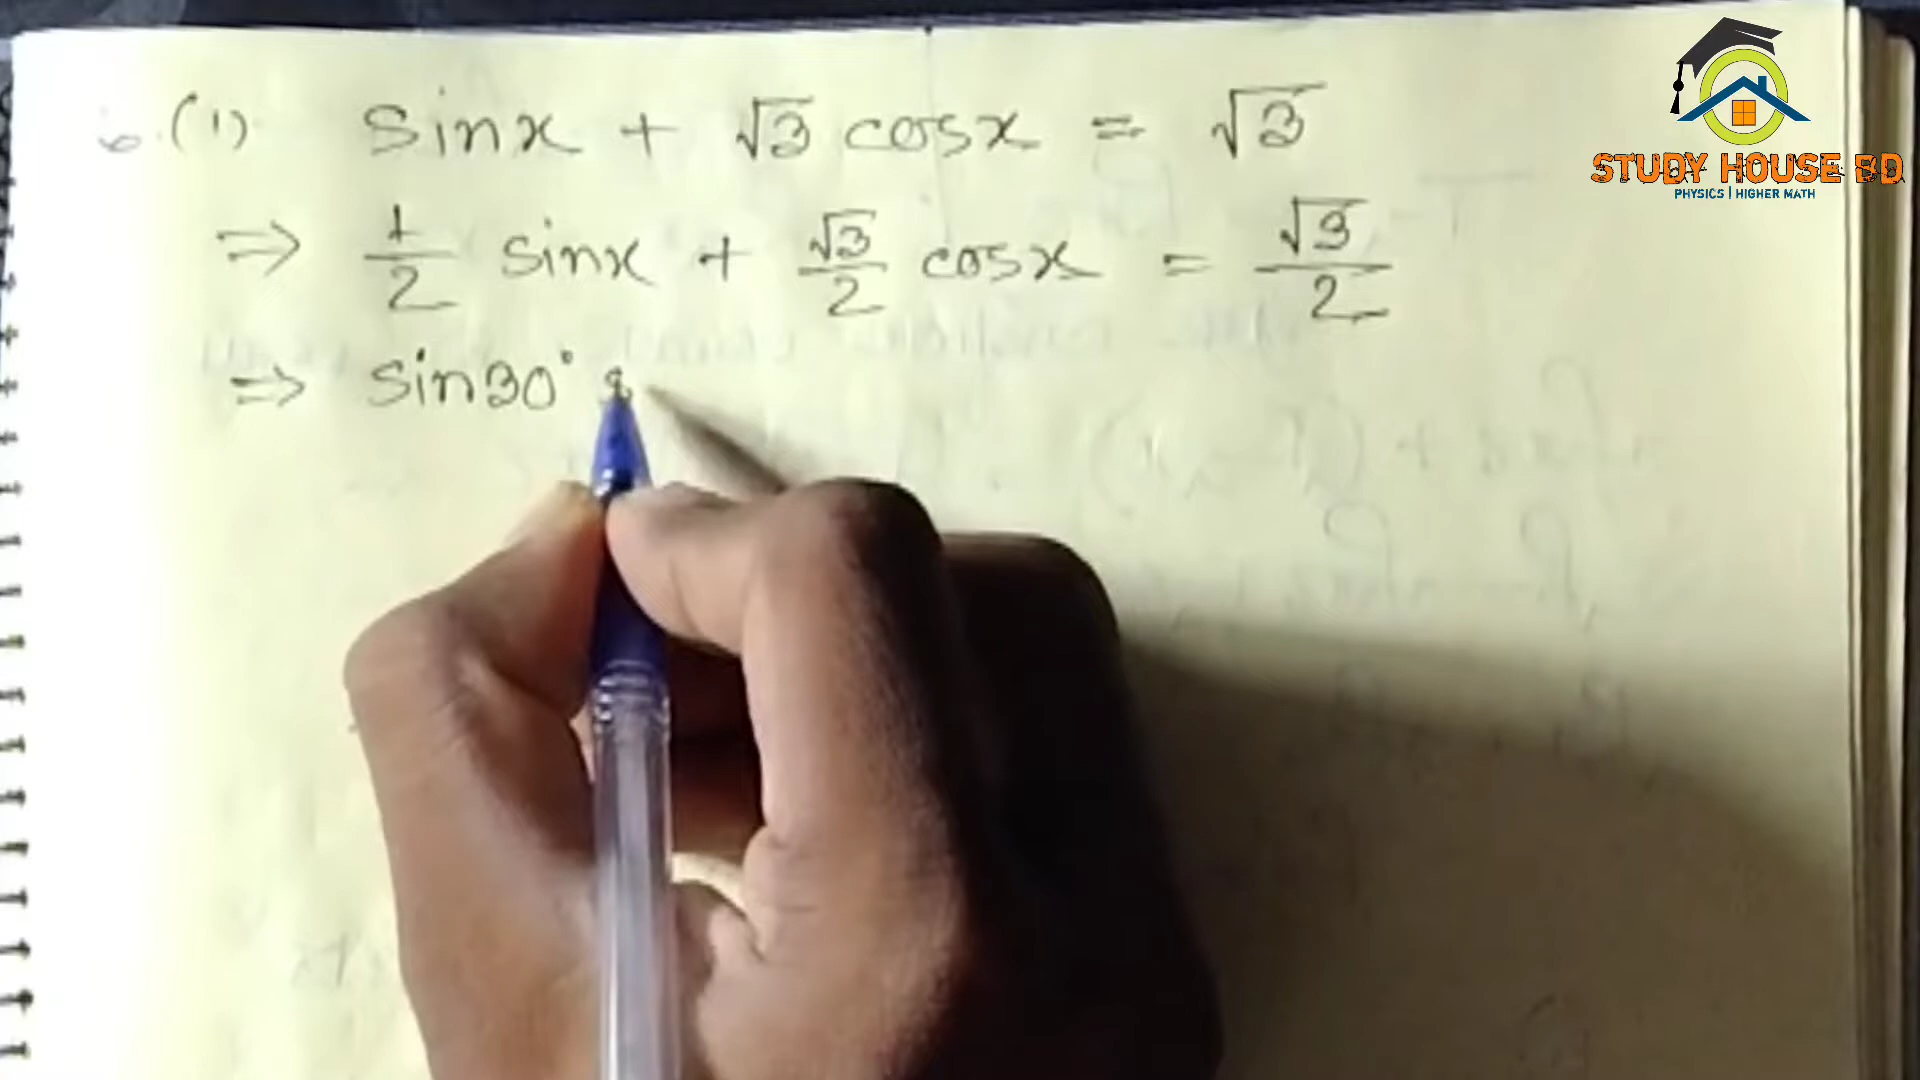 6.(1) sinx + √3 cosx = √3
⇒ 1/2 sinx + √3/2 cosx = √3/2
⇒ sin30°
STUDY HOUSE BD
PHYSICS | HIGHER MATH